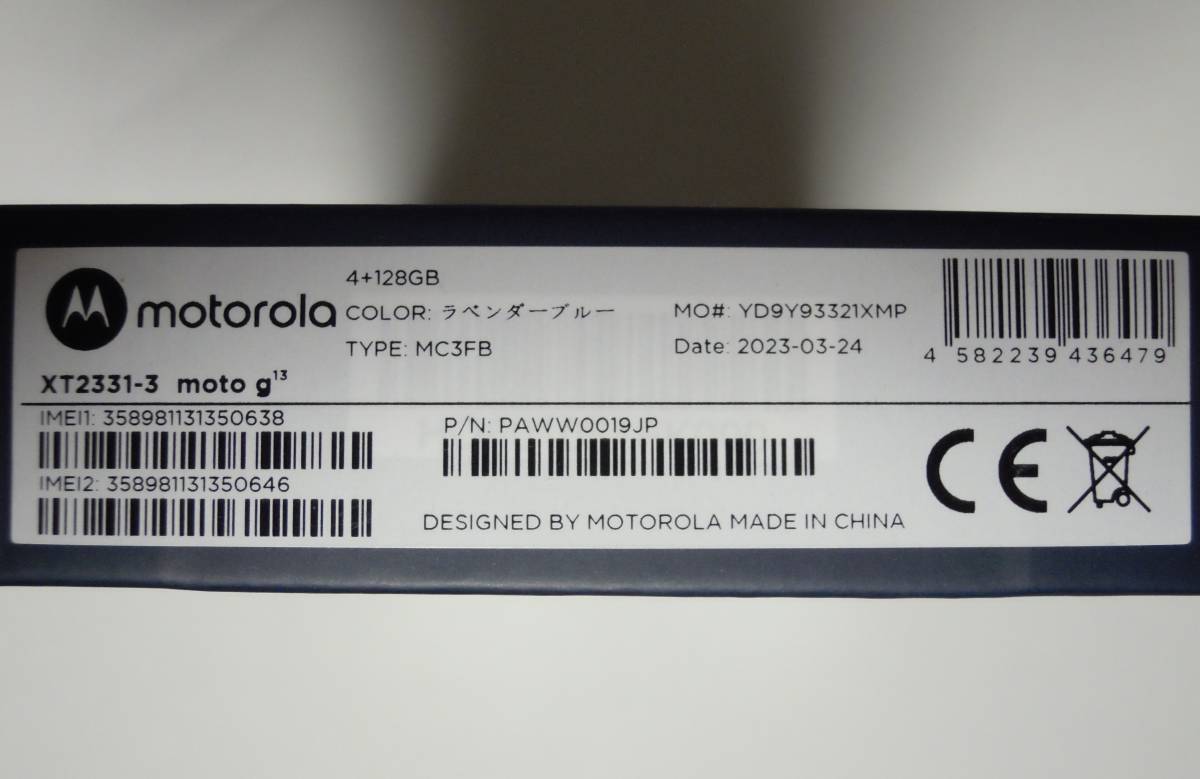 motorola
4+128GB
COLOR: ラベンダーブルー
TYPE: MC3FB
MO#: YD9Y93321XMP
Date: 2023-03-24
4 582239 436479
XT2331-3 moto g¹³
IMEI1: 358981131350638
IMEI2: 358981131350646
P/N: PAWW0019JP
DESIGNED BY MOTOROLA MADE IN CHINA
CE